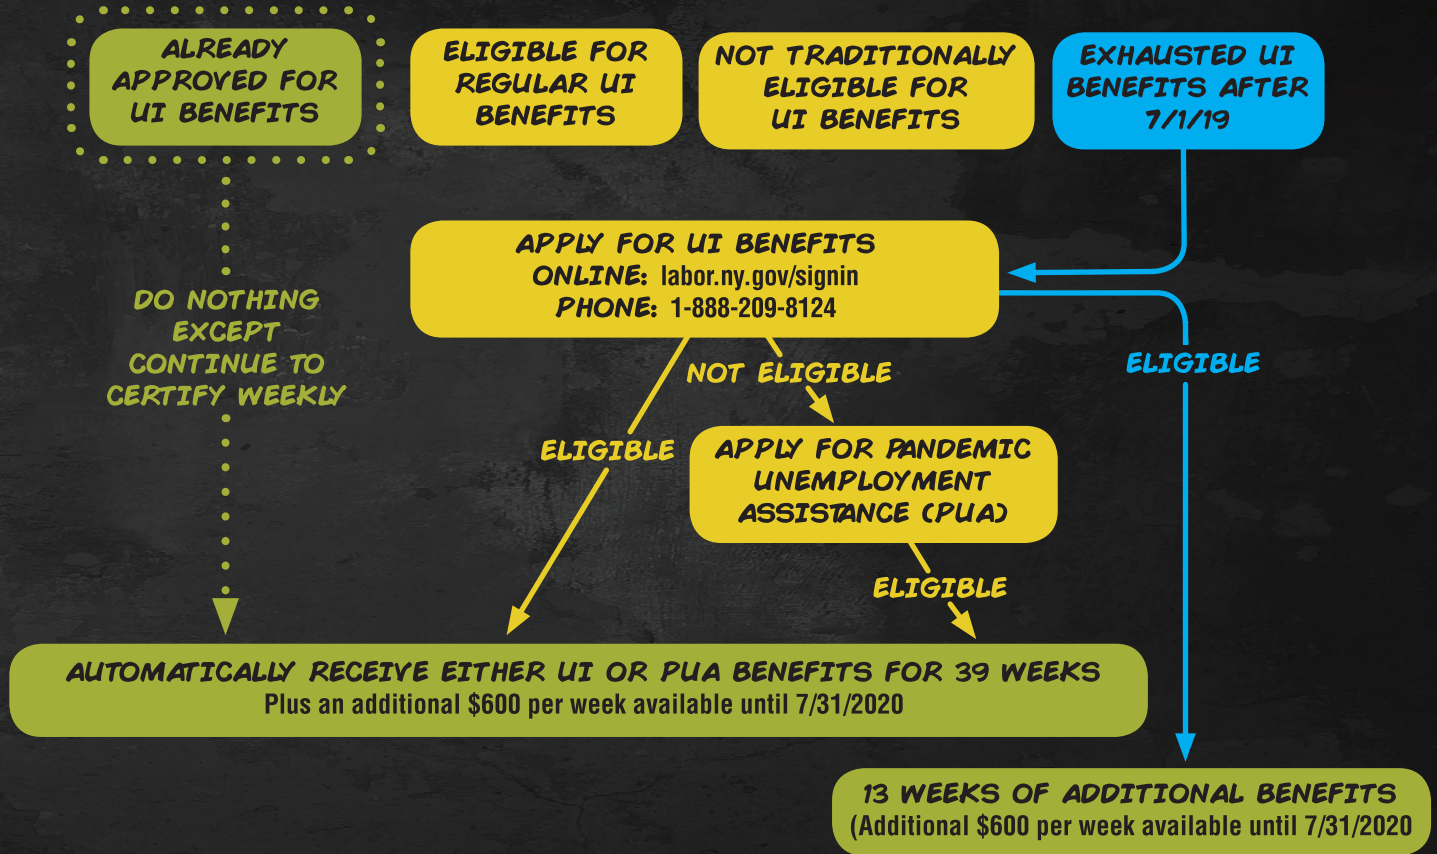 ALREADY
APPROVED FOR
UI BENEFITS
ELIGIBLE FOR
REGULAR UI
BENEFITS
NOT TRADITIONALLY
ELIGIBLE FOR
UI BENEFITS
EXHAUSTED UI
BENEFITS AFTER
7/1/19
APPLY FOR UI BENEFITS
ONLINE: labor.ny.gov/signin
PHONE: 1-888-209-8124
DO NOTHING
EXCEPT
CONTINUE TO
CERTIFY WEEKLY
NOT ELIGIBLE
ELIGIBLE
ELIGIBLE
APPLY FOR PANDEMIC
UNEMPLOYMENT
ASSISTANCE (PUA)
ELIGIBLE
AUTOMATICALLY RECEIVE EITHER UI OR PUA BENEFITS FOR 39 WEEKS
Plus an additional $600 per week available until 7/31/2020
13 WEEKS OF ADDITIONAL BENEFITS
(Additional $600 per week available until 7/31/2020